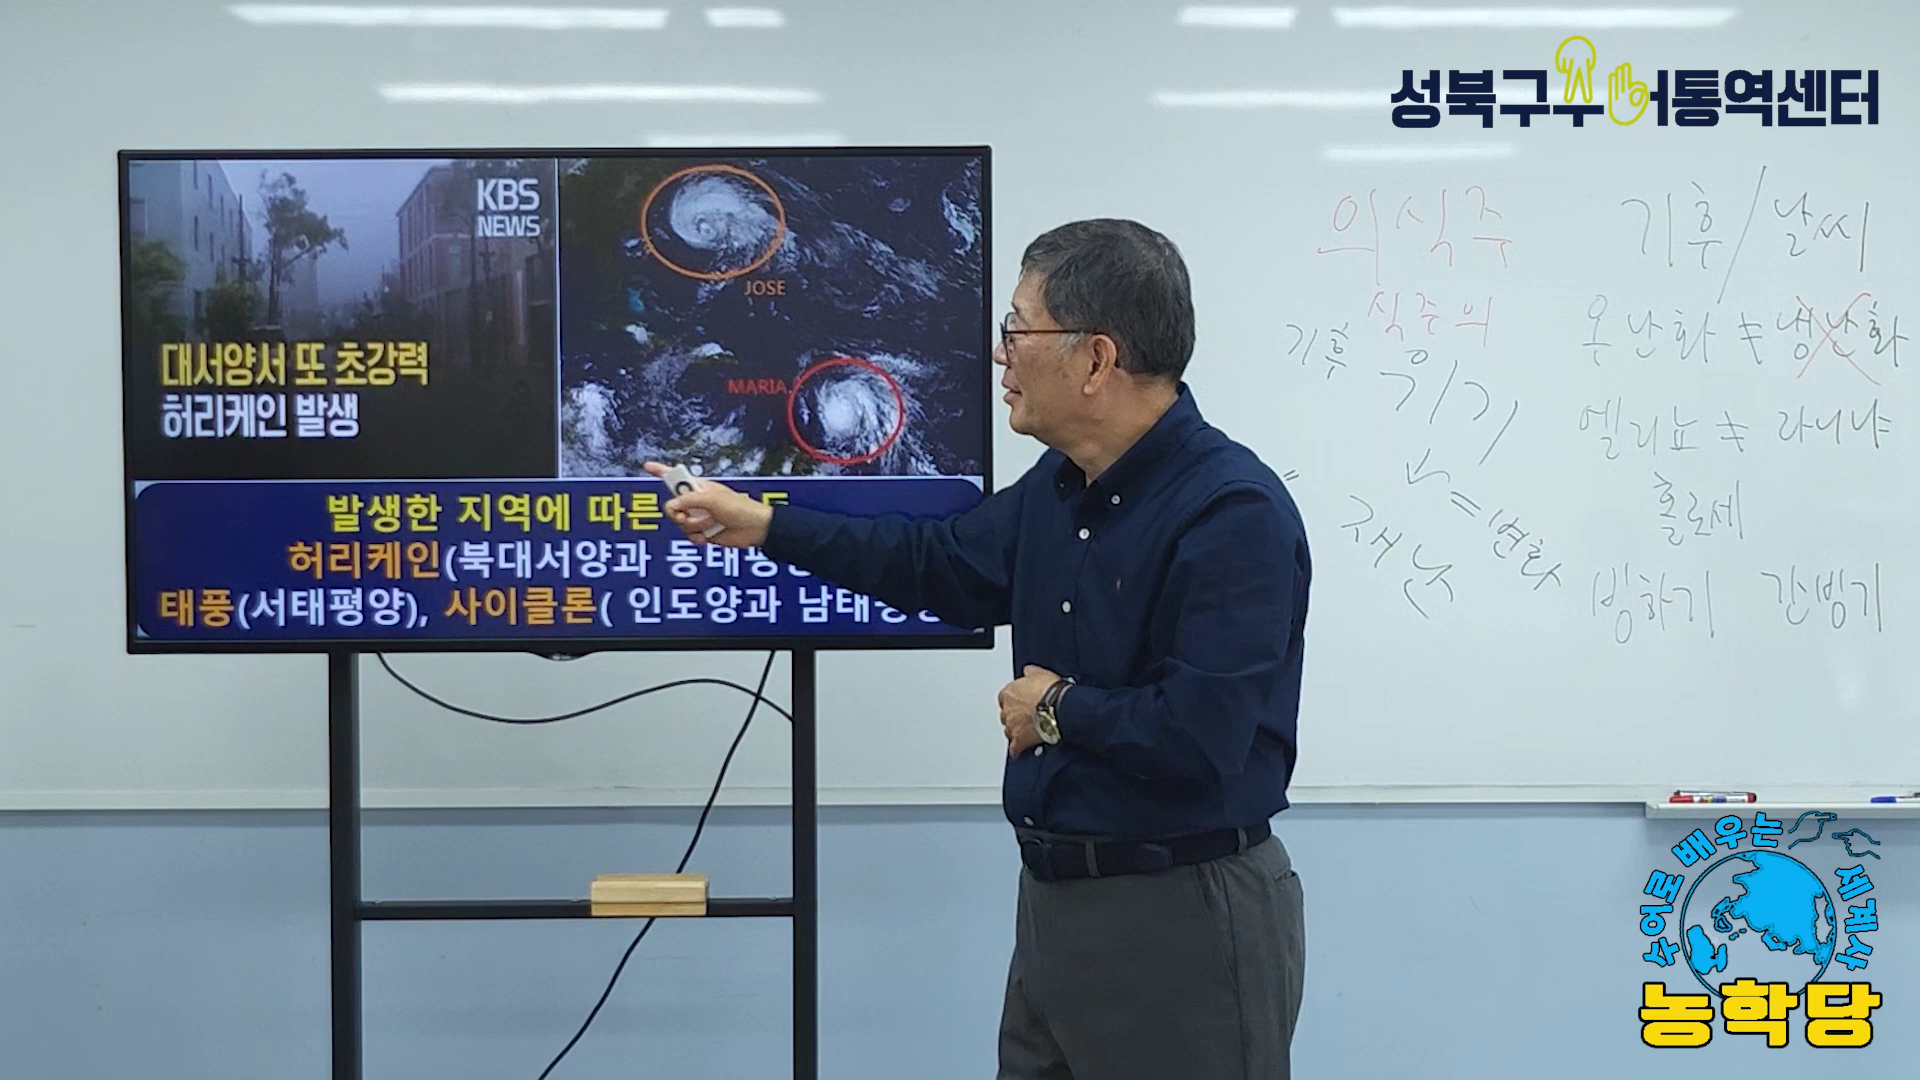 성북구수어통역센터
KBS
NEWS
대서양서 또 초강력
허리케인 발생
JOSE
MARIA
발생한 지역에 따른
허리케인(북대서양과 동태평
태풍(서태평양), 사이클론( 인도양과 남태평양
의식주
식주의
기후
기후/날씨
온난화 ≠ 냉난화
엘리뇨 ≠ 라니냐
홀로세
빙하기 간빙기
= 변화
수어로 배우는 세계사
농학당